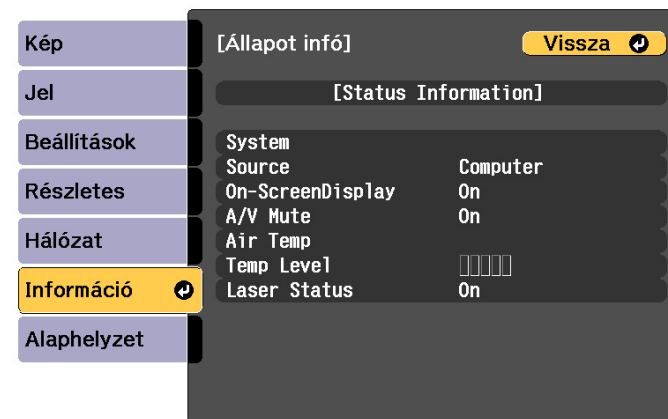 Kép
Jel
Beállítások
Részletes
Hálózat
Információ
Alaphelyzet
[Állapot infó]
Vissza
[Status Information]
System
Source Computer
On-ScreenDisplay On
A/V Mute On
Air Temp
Temp Level
Laser Status On